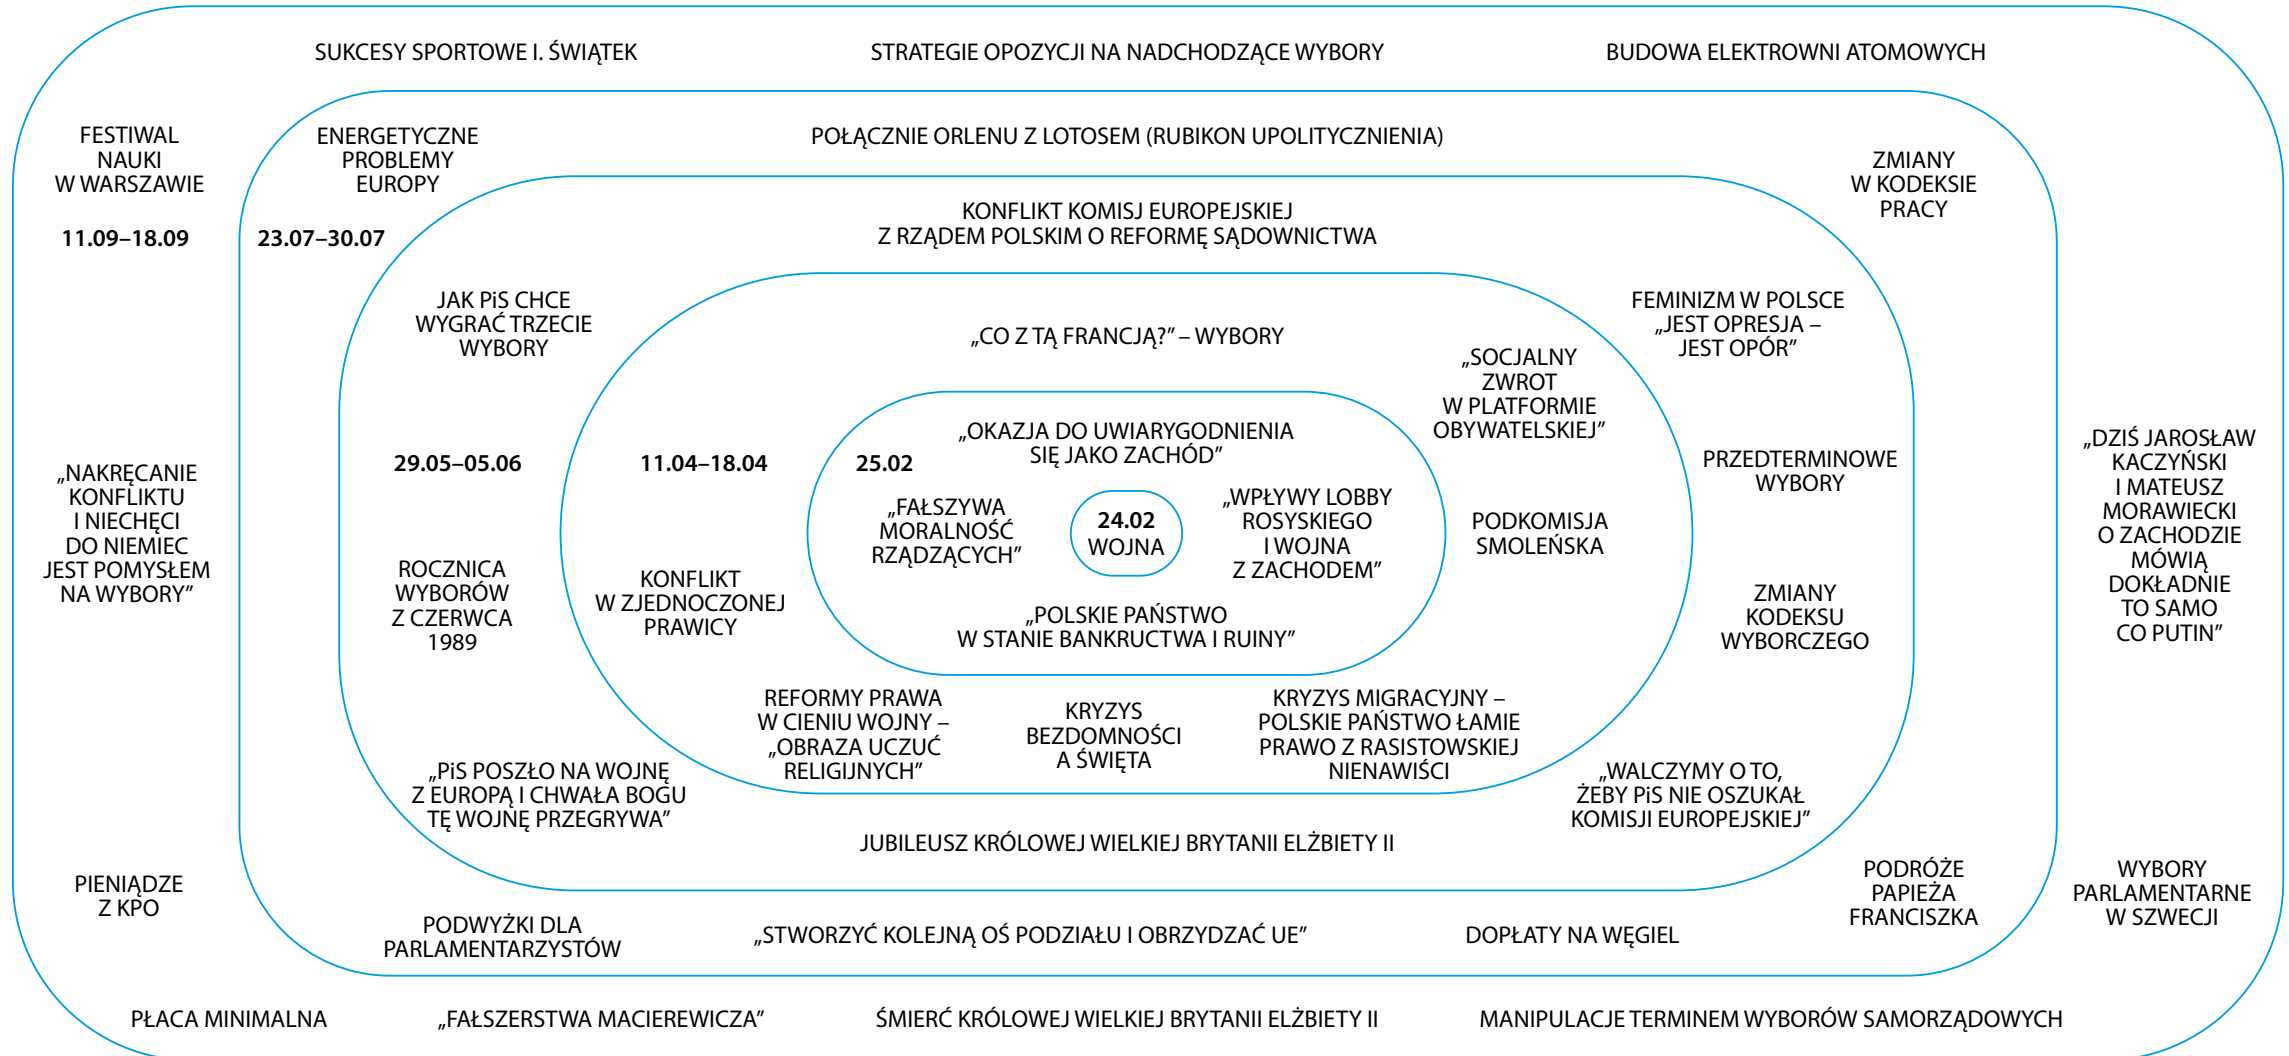 SUKCESY SPORTOWE I. ŚWIĄTEK
STRATEGIE OPOZYCJI NA NADCHODZĄCE WYBORY
BUDOWA ELEKTROWNI ATOMOWYCH
FESTIWAL
NAUKI
W WARSZAWIE
11.09–18.09
„NAKRĘCANIE
KONFLIKTU
I NIECHĘCI
DO NIEMIEC
JEST POMYSŁEM
NA WYBORY”
PIENIĄDZE
Z KPO
PŁACA MINIMALNA
„FAŁSZERSTWA MACIEREWICZA”
ŚMIERĆ KRÓLOWEJ WIELKIEJ BRYTANII ELŻBIETY II
MANIPULACJE TERMINEM WYBORÓW SAMORZĄDOWYCH
„DZIŚ JAROSŁAW
KACZYŃSKI
I MATEUSZ
MORAWIECKI
O ZACHODZIE
MÓWIĄ
DOKŁADNIE
TO SAMO
CO PUTIN”
WYBORY
PARLAMENTARNE
W SZWECJI
ENERGETYCZNE
PROBLEMY
EUROPY
23.07–30.07
POŁĄCZNIE ORLENU Z LOTOSEM (RUBIKON UPOLITYCZNIENIA)
ZMIANY
W KODEKSIE
PRACY
PODWYŻKI DLA
PARLAMENTARZYSTÓW
„STWORZYĆ KOLEJNĄ OŚ PODZIAŁU I OBRZYDZAĆ UE”
DOPŁATY NA WĘGIEL
PODRÓŻE
PAPIEŻA
FRANCISZKA
KONFLIKT KOMISJ EUROPEJSKIEJ
Z RZĄDEM POLSKIM O REFORMĘ SĄDOWNICTWA
JAK PiS CHCE
WYGRAĆ TRZECIE
WYBORY
29.05–05.06
ROCZNICA
WYBORÓW
Z CZERWCA
1989
„PiS POSZŁO NA WOJNĘ
Z EUROPĄ I CHWAŁA BOGU
TĘ WOJNĘ PRZEGRYWA”
JUBILEUSZ KRÓLOWEJ WIELKIEJ BRYTANII ELŻBIETY II
FEMINIZM W POLSCE
„JEST OPRESJA –
JEST OPÓR”
PRZEDTERMINOWE
WYBORY
ZMIANY
KODEKSU
WYBORCZEGO
„WALCZYMY O TO,
ŻEBY PiS NIE OSZUKAŁ
KOMISJI EUROPEJSKIEJ”
„CO Z TĄ FRANCJĄ?” – WYBORY
„SOCJALNY
ZWROT
W PLATFORMIE
OBYWATELSKIEJ”
11.04–18.04
PODKOMISJA
SMOLEŃSKA
KONFLIKT
W ZJEDNOCZONEJ
PRAWICY
REFORMY PRAWA
W CIENIU WOJNY –
„OBRAZA UCZUĆ
RELIGIJNYCH”
KRYZYS
BEZDOMNOŚCI
A ŚWIĘTA
KRYZYS MIGRACYJNY –
POLSKIE PAŃSTWO ŁAMIE
PRAWO Z RASISTOWSKIEJ
NIENAWIŚCI
„OKAZJA DO UWIARYGODNIENIA
SIĘ JAKO ZACHÓD”
25.02
„FAŁSZYWA
MORALNOŚĆ
RZĄDZĄCYCH”
„WPŁYWY LOBBY
ROSYSKIEGO
I WOJNA
Z ZACHODEM”
„POLSKIE PAŃSTWO
W STANIE BANKRUCTWA I RUINY”
24.02
WOJNA